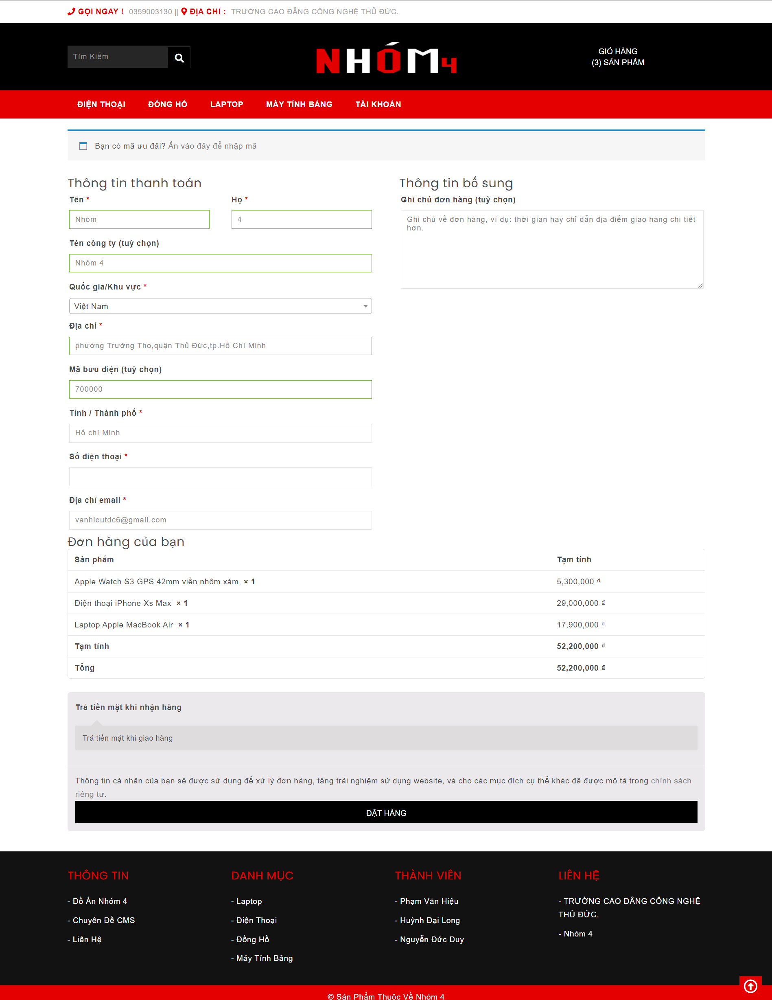 GỌI NGAY ! 0359003130 || ĐỊA CHỈ : TRƯỜNG CAO ĐẲNG CÔNG NGHỆ THỦ ĐỨC.
Tìm Kiếm
NHÓM4
GIỎ HÀNG
(3) SẢN PHẨM
ĐIỆN THOẠI ĐỒNG HỒ LAPTOP MÁY TÍNH BẢNG TÀI KHOẢN
Bạn có mã ưu đãi? Ấn vào đây để nhập mã
Thông tin thanh toán
Tên * Họ *
Nhóm 4
Tên công ty (tuỳ chọn)
Nhóm 4
Quốc gia/Khu vực *
Việt Nam
Địa chỉ *
phường Trường Thọ,quận Thủ Đức,tp.Hồ Chí Minh
Mã bưu điện (tuỳ chọn)
700000
Tỉnh / Thành phố *
Hồ chí Minh
Số điện thoại *
Địa chỉ email *
vanhieutdc6@gmail.com
Thông tin bổ sung
Ghi chú đơn hàng (tuỳ chọn)
Ghi chú về đơn hàng, ví dụ: thời gian hay chỉ dẫn địa điểm giao hàng chi tiết
hơn.
Đơn hàng của bạn
Sản phẩm Tạm tính
Apple Watch S3 GPS 42mm viền nhôm xám × 1 5,300,000 ₫
Điện thoại iPhone Xs Max × 1 29,000,000 ₫
Laptop Apple MacBook Air × 1 17,900,000 ₫
Tạm tính 52,200,000 ₫
Tổng 52,200,000 ₫
Trả tiền mặt khi nhận hàng
Trả tiền mặt khi giao hàng
Thông tin cá nhân của bạn sẽ được sử dụng để xử lý đơn hàng, tăng trải nghiệm sử dụng website, và cho các mục đích cụ thể khác đã được mô tả trong chính sách
riêng tư.
ĐẶT HÀNG
THÔNG TIN
- Đồ Án Nhóm 4
- Chuyên Đề CMS
- Liên Hệ
DANH MỤC
- Laptop
- Điện Thoại
- Đồng Hồ
- Máy Tính Bảng
THÀNH VIÊN
- Phạm Văn Hiệu
- Huỳnh Đại Long
- Nguyễn Đức Duy
LIÊN HỆ
- TRƯỜNG CAO ĐẲNG CÔNG NGHỆ
THỦ ĐỨC.
- Nhóm 4
© Sản Phẩm Thuộc Về Nhóm 4